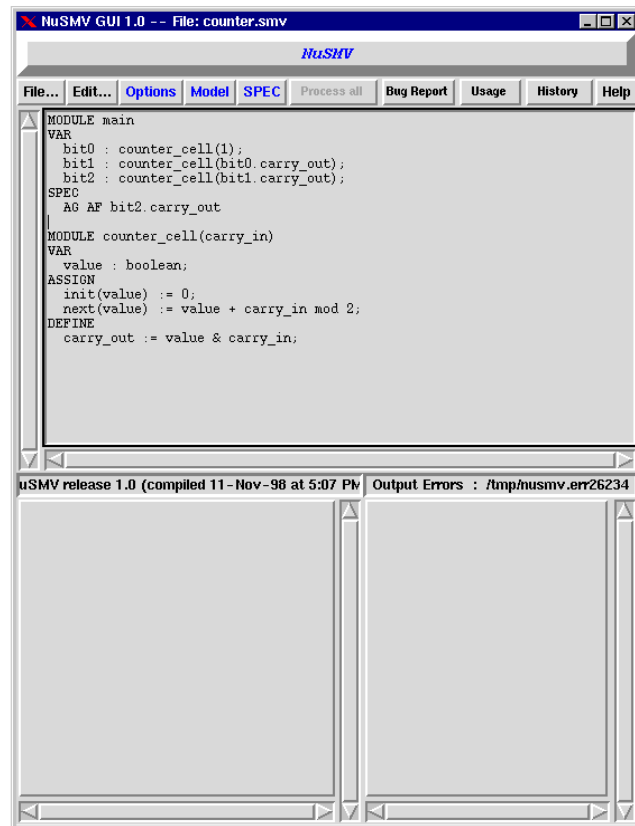 NuSMV GUI 1.0 -- File: counter.smv
NuSMV
File... Edit... Options Model SPEC Process all Bug Report Usage History Help
MODULE main
VAR
  bit0 : counter_cell(1);
  bit1 : counter_cell(bit0.carry_out);
  bit2 : counter_cell(bit1.carry_out);
SPEC
  AG AF bit2.carry_out
MODULE counter_cell(carry_in)
VAR
  value : boolean;
ASSIGN
  init(value) := 0;
  next(value) := value + carry_in mod 2;
DEFINE
  carry_out := value & carry_in;
uSMV release 1.0 (compiled 11-Nov-98 at 5:07 PM
Output Errors : /tmp/nusmv.err26234